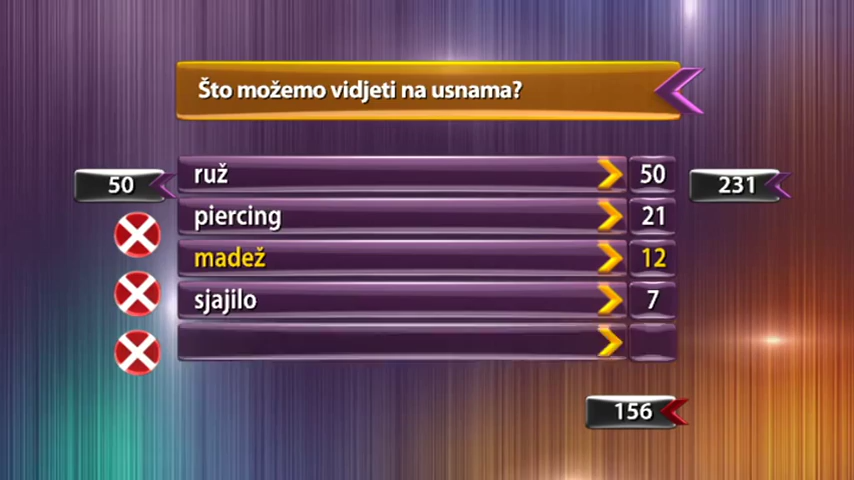 Što možemo vidjeti na usnama?
50
ruž 50
231
piercing 21
madež 12
sjajilo 7
156